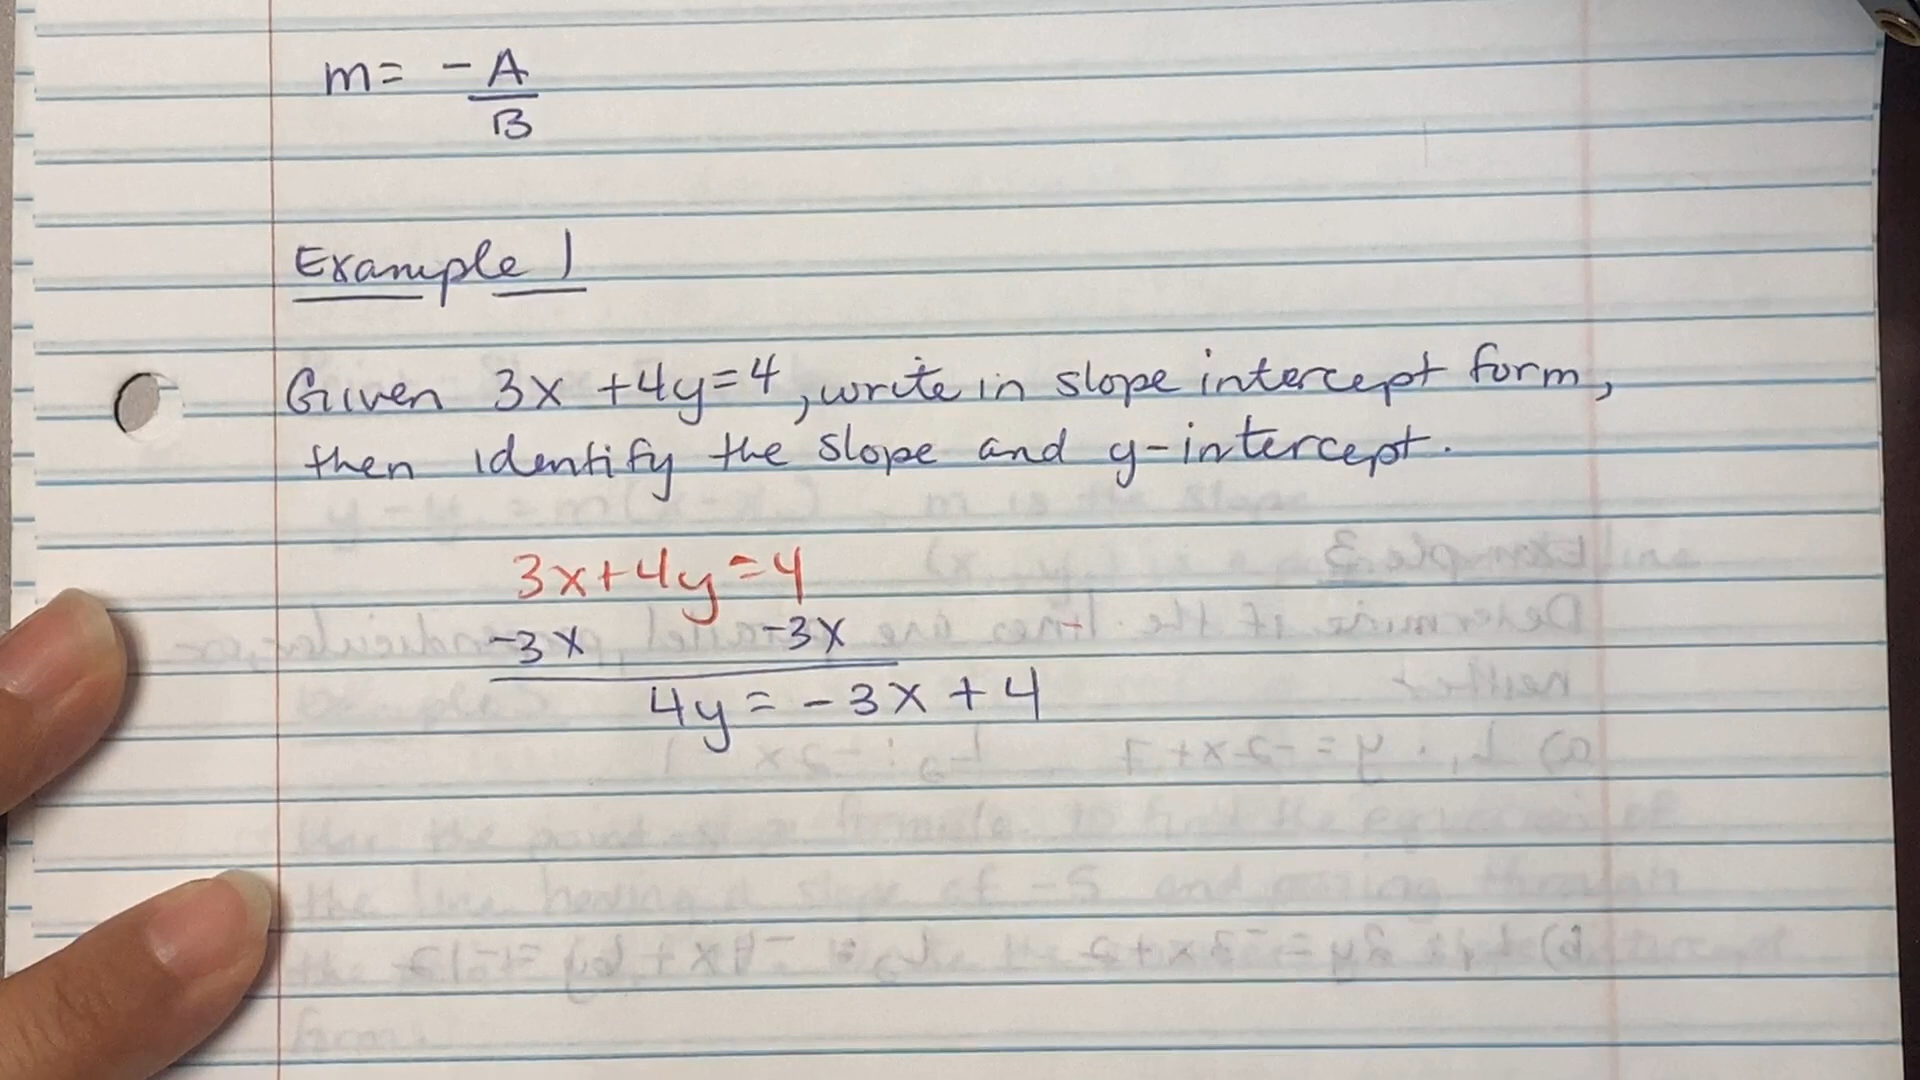 m= -A
B
Example 1
Given 3x +4y=4, write in slope intercept form,
then identify the slope and y-intercept.
3x+4y=4
-3x -3x
4y = -3x + 4